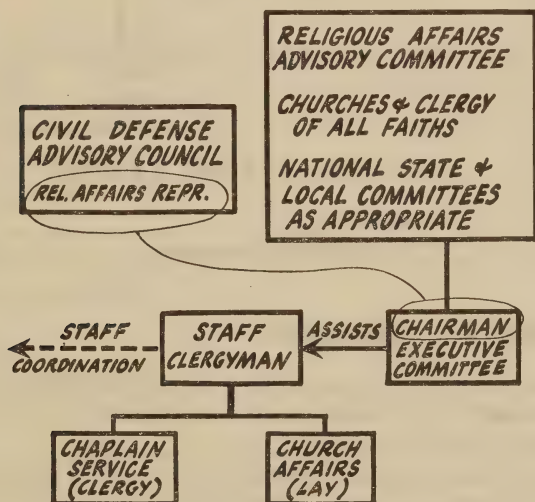 RELIGIOUS AFFAIRS
ADVISORY COMMITTEE
CHURCHES & CLERGY
OF ALL FAITHS
NATIONAL STATE &
LOCAL COMMITTEES
AS APPROPRIATE
CIVIL DEFENSE
ADVISORY COUNCIL
REL. AFFAIRS REPR.
STAFF
COORDINATION
STAFF
CLERGYMAN
ASSISTS
CHAIRMAN
EXECUTIVE
COMMITTEE
CHAPLAIN
SERVICE
(CLERGY)
CHURCH
AFFAIRS
(LAY)